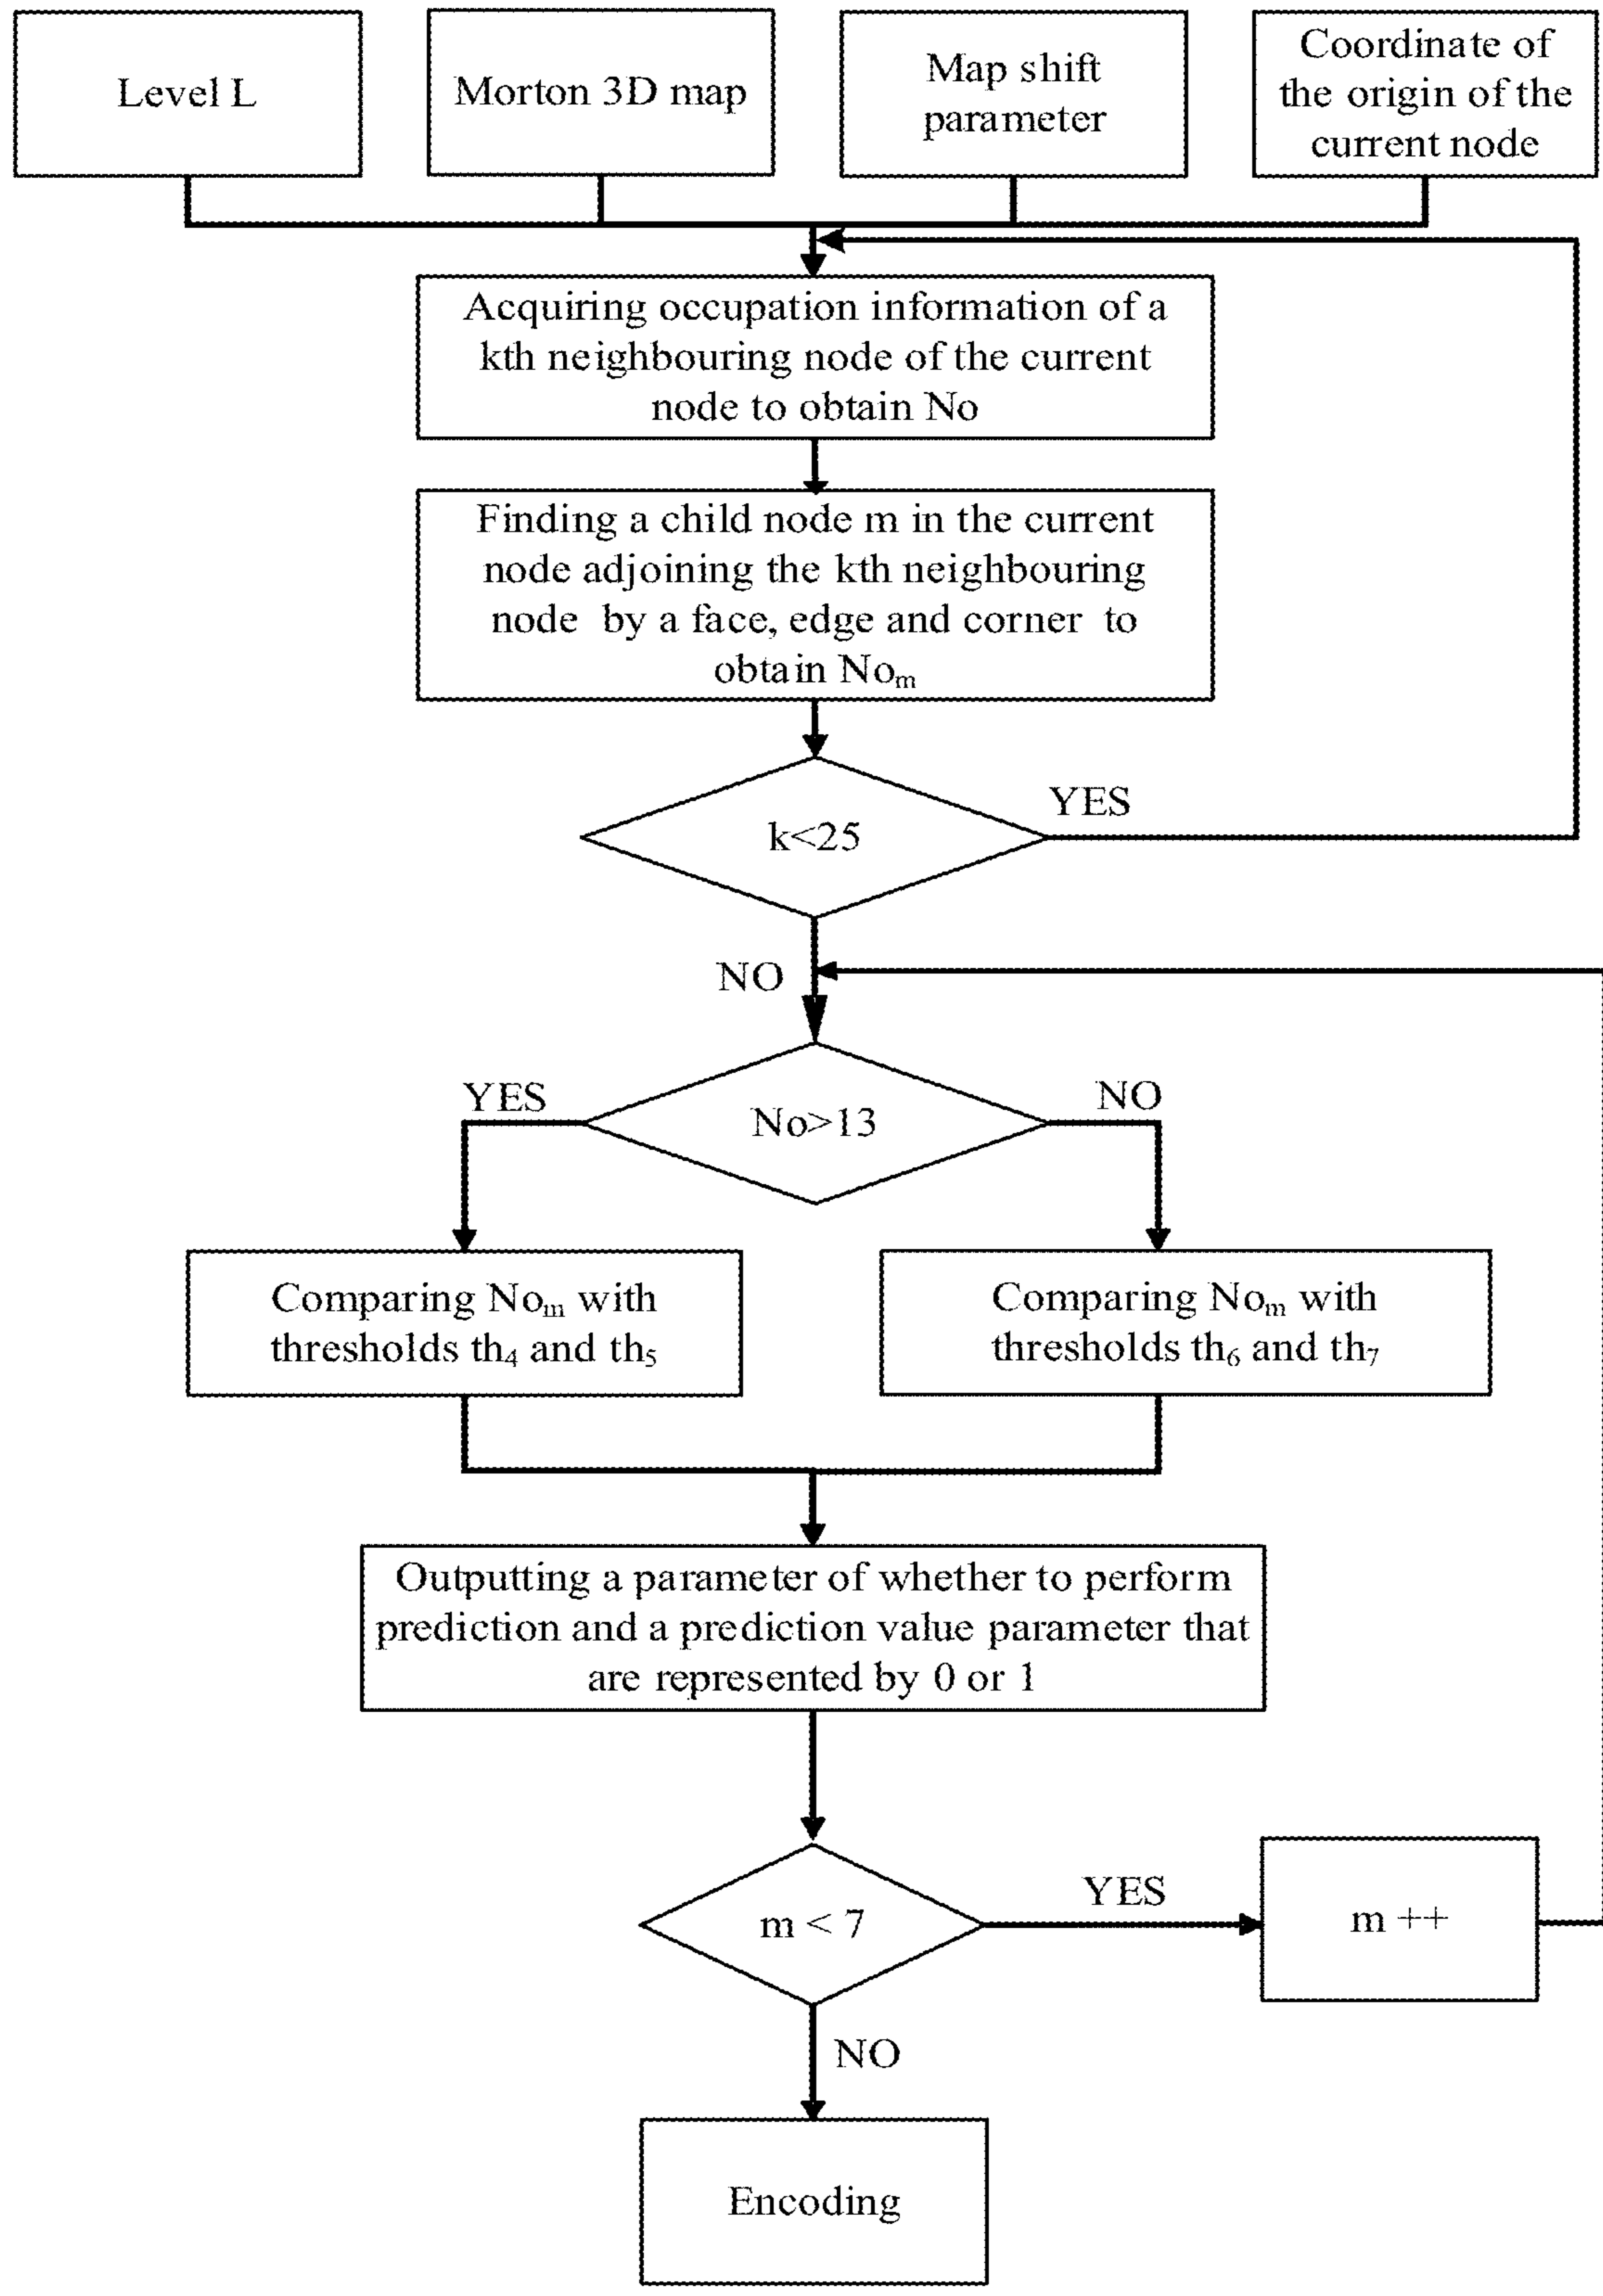 Level L
Morton 3D map
Map shift
parameter
Coordinate of
the origin of the
current node
Acquiring occupation information of a
kth neighbouring node of the current
node to obtain No
Finding a child node m in the current
node adjoining the kth neighbouring
node by a face, edge and corner to
obtain Noₘ
k<25
YES
NO
No>13
YES
NO
Comparing Noₘ with
thresholds th₄ and th₅
Comparing Noₘ with
thresholds th₆ and th₇
Outputting a parameter of whether to perform
prediction and a prediction value parameter that
are represented by 0 or 1
m < 7
YES
m ++
NO
Encoding